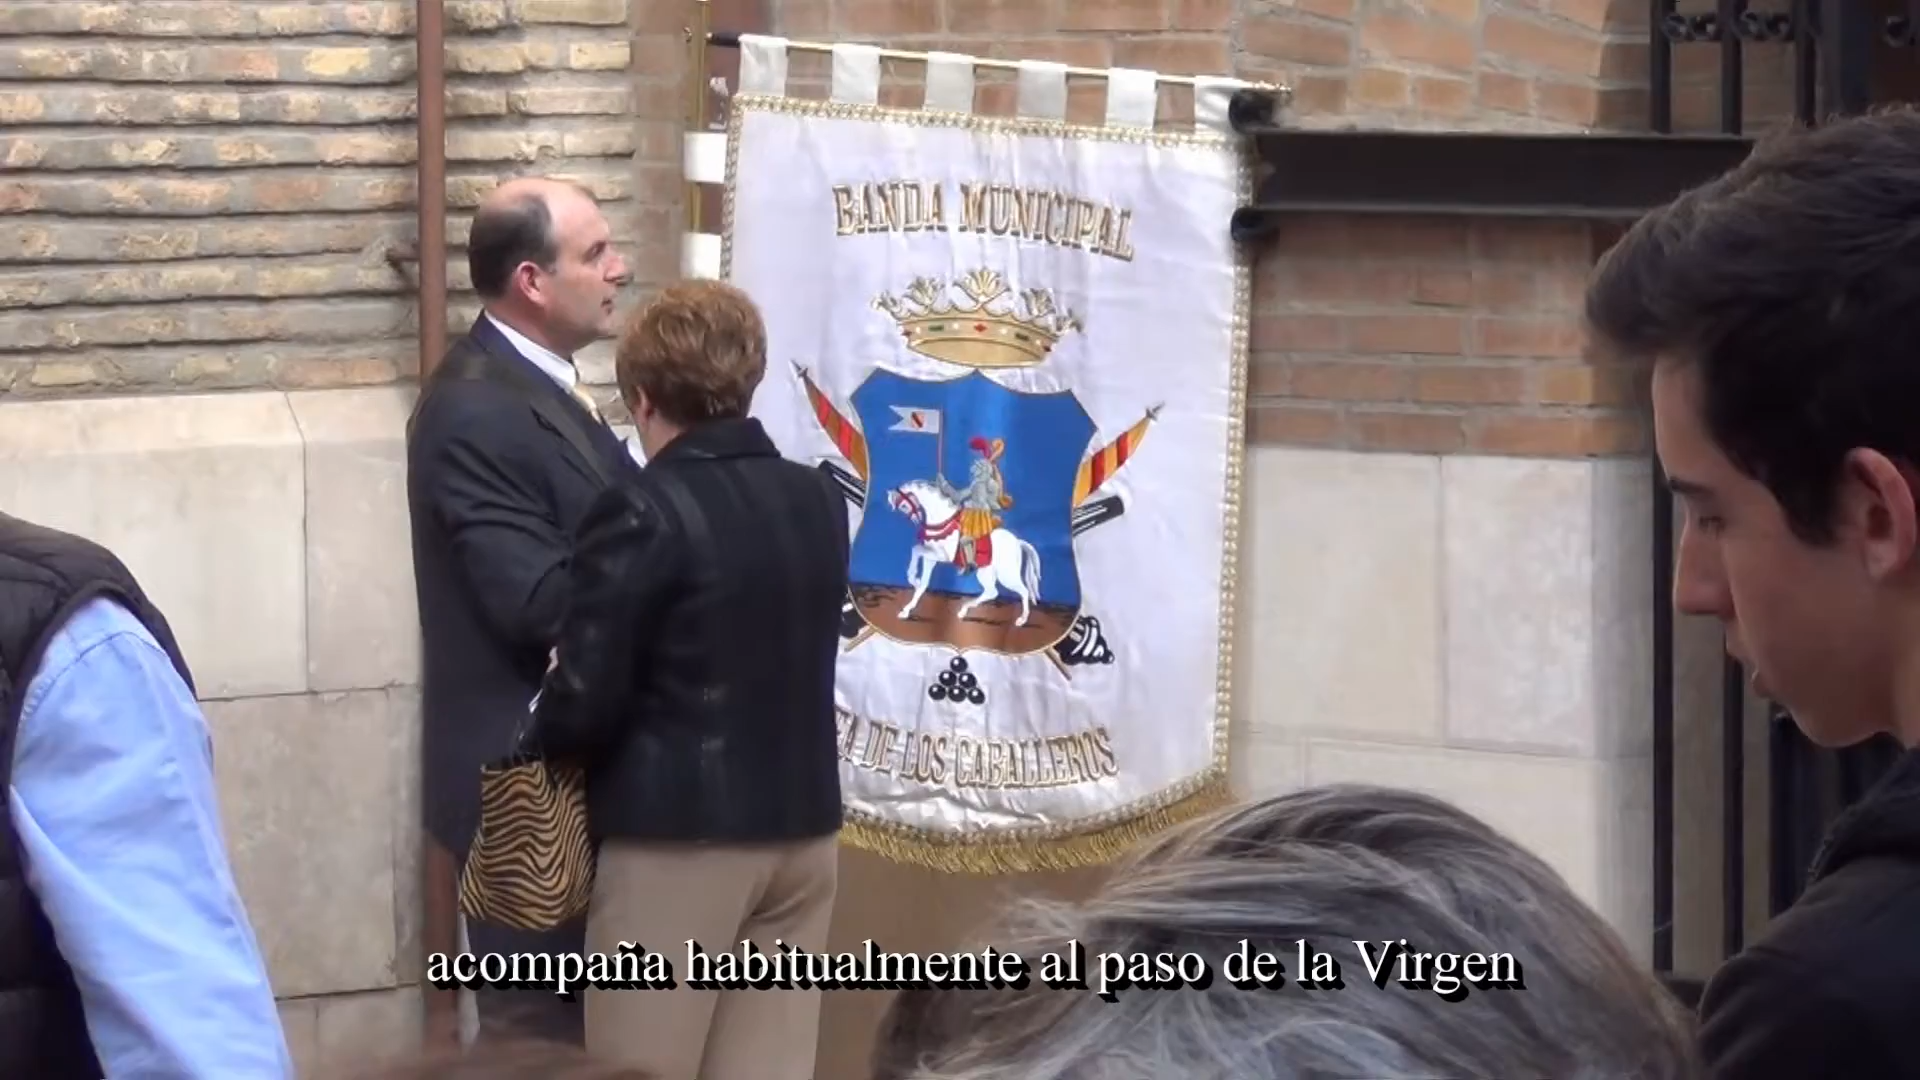 BANDA MUNICIPAL
DE LOS CABALLEROS
acompaña habitualmente al paso de la Virgen